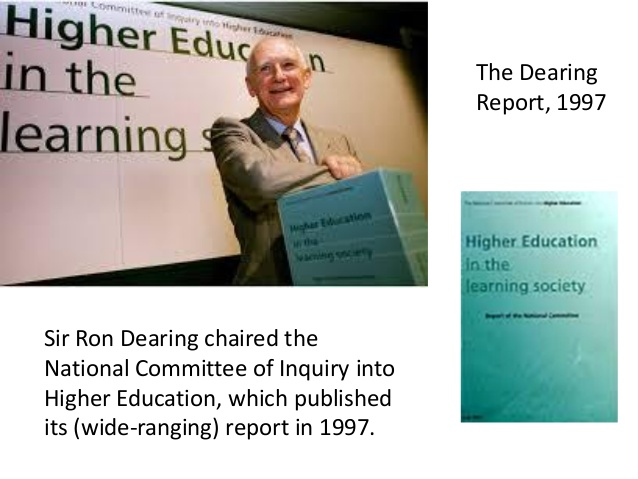 Committee of Inquiry into Higher Education
Higher Educ n
in the
learning s
Higher Education
in the
learning society
The Dearing
Report, 1997
Higher Education
in the
learning society
Report of the National Committee
Sir Ron Dearing chaired the
National Committee of Inquiry into
Higher Education, which published
its (wide-ranging) report in 1997.